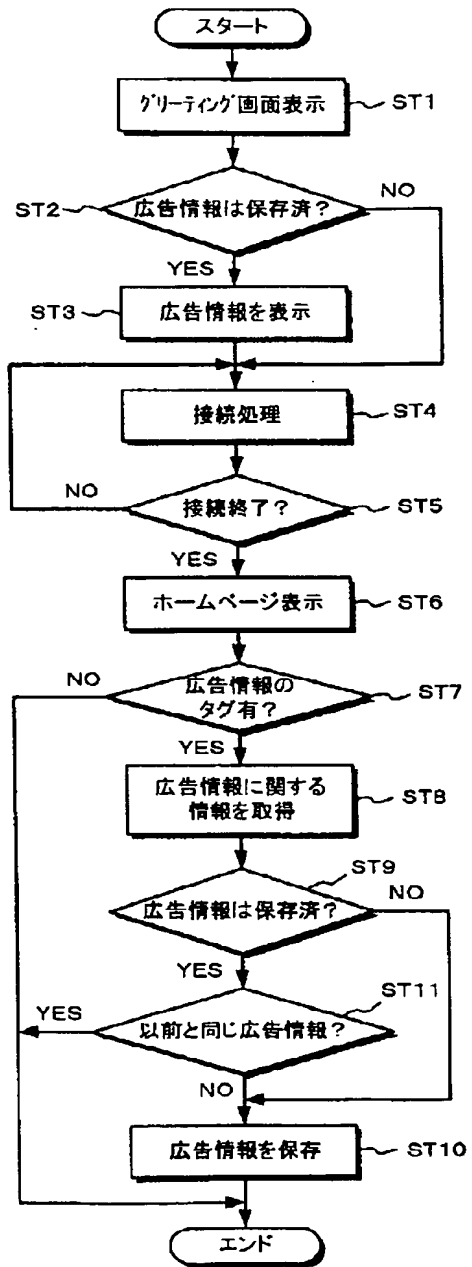 スタート
グリーティング画面表示
ST1
ST2
広告情報は保存済？
NO
YES
ST3
広告情報を表示
接続処理
ST4
NO
接続終了？
ST5
YES
ホームページ表示
ST6
NO
広告情報の
タグ有？
ST7
YES
広告情報に関する
情報を取得
ST8
ST9
広告情報は保存済？
NO
YES
ST11
YES
以前と同じ広告情報？
NO
広告情報を保存
ST10
エンド